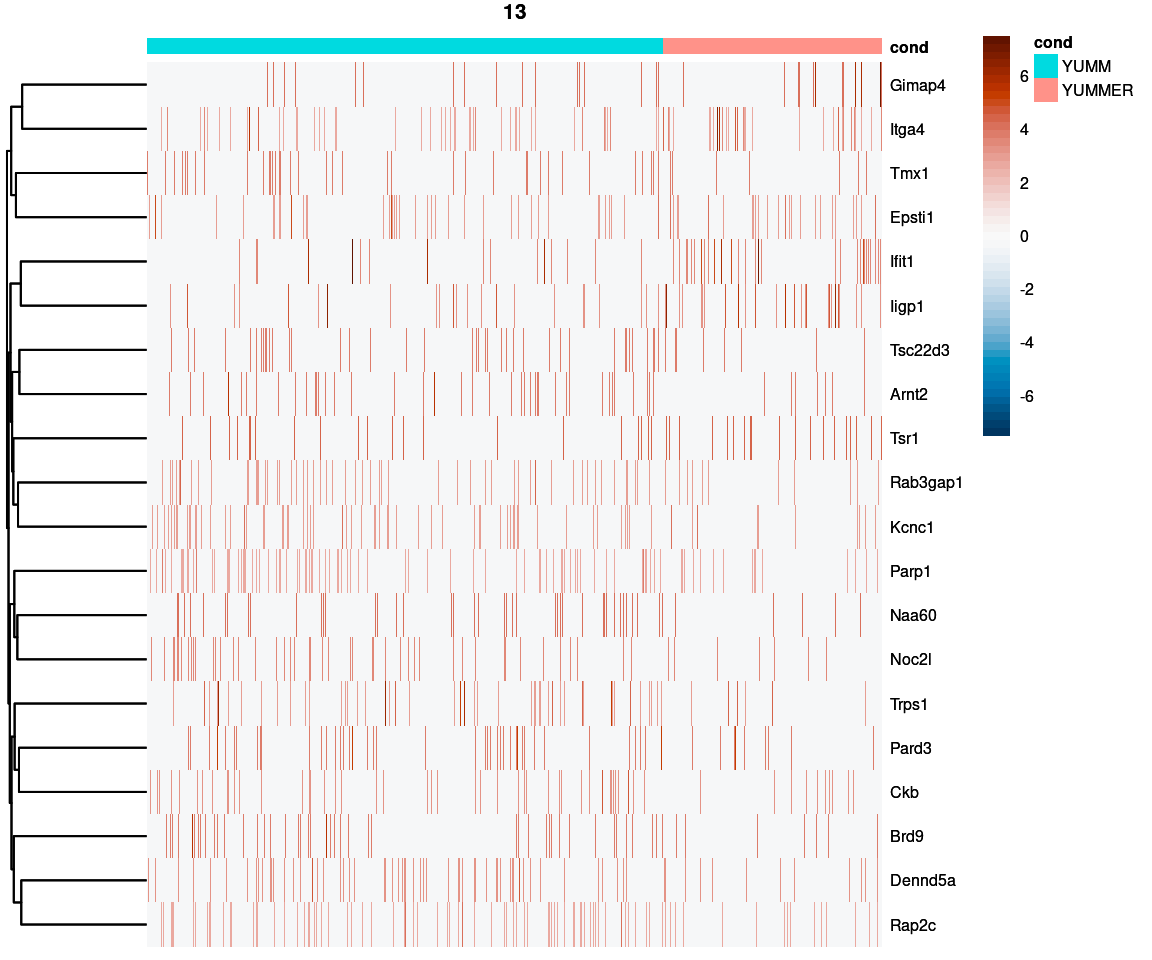 13
cond
Gimap4
Itga4
Tmx1
Epsti1
Ifit1
Iigp1
Tsc22d3
Arnt2
Tsr1
Rab3gap1
Kcnc1
Parp1
Naa60
Noc2l
Trps1
Pard3
Ckb
Brd9
Dennd5a
Rap2c
6
4
2
0
-2
-4
-6
cond
YUMM
YUMMER